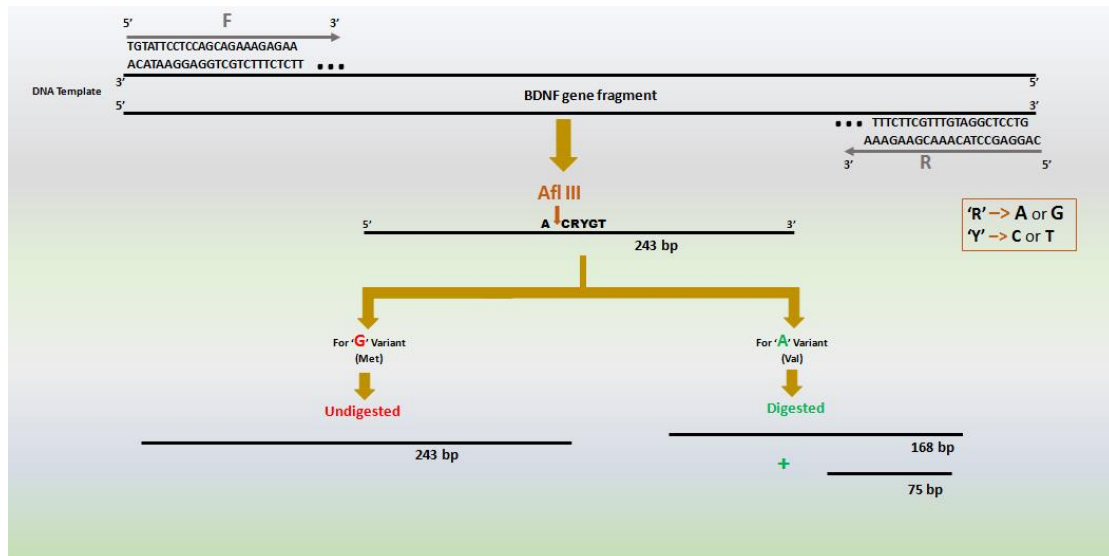 5’ F 3’
TGTATTCCTCCAGCAGAAAGAGAA
ACATAAGGAGGTCGTCTTTCTCTT ...
3’ 5’
DNA Template
BDNF gene fragment
5’ 3’
... TTTCTTCGTTTGTAGGCTCCTG
AAAGAAGCAAACATCCGAGGAC
3’ R 5’
Afl III
5’ A CRYGT 3’
243 bp
‘R’ –> A or G
‘Y’ –> C or T
For ‘G’ Variant
(Met)
Undigested
243 bp
For ‘A’ Variant
(Val)
Digested
168 bp
+
75 bp